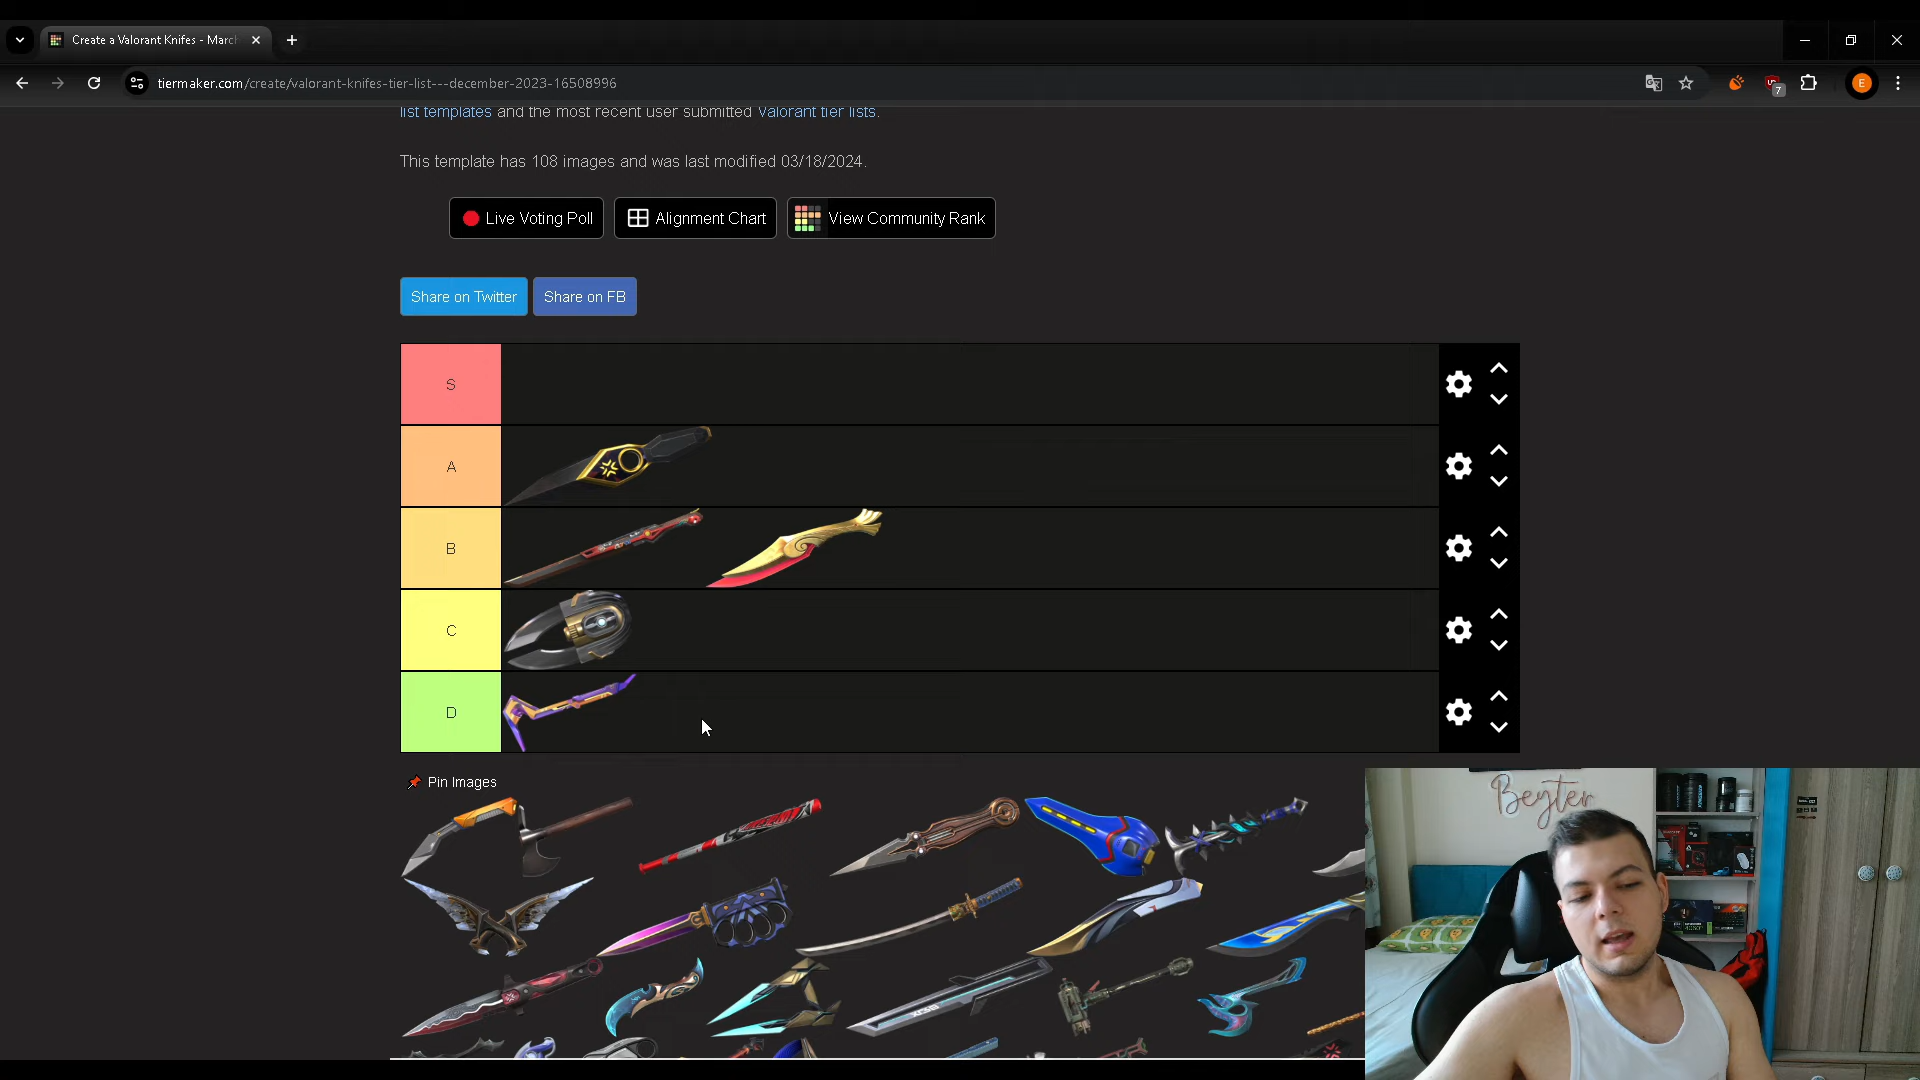 Create a Valorant Knifes - Marc
tiermaker.com/create/valorant-knifes-tier-list---december-2023-16508996
E
7
list templates and the most recent user submitted Valorant tier lists.
This template has 108 images and was last modified 03/18/2024.
Live Voting Poll
Alignment Chart
View Community Rank
Share on Twitter
Share on FB
S
A
B
C
D
Pin Images
Beyter